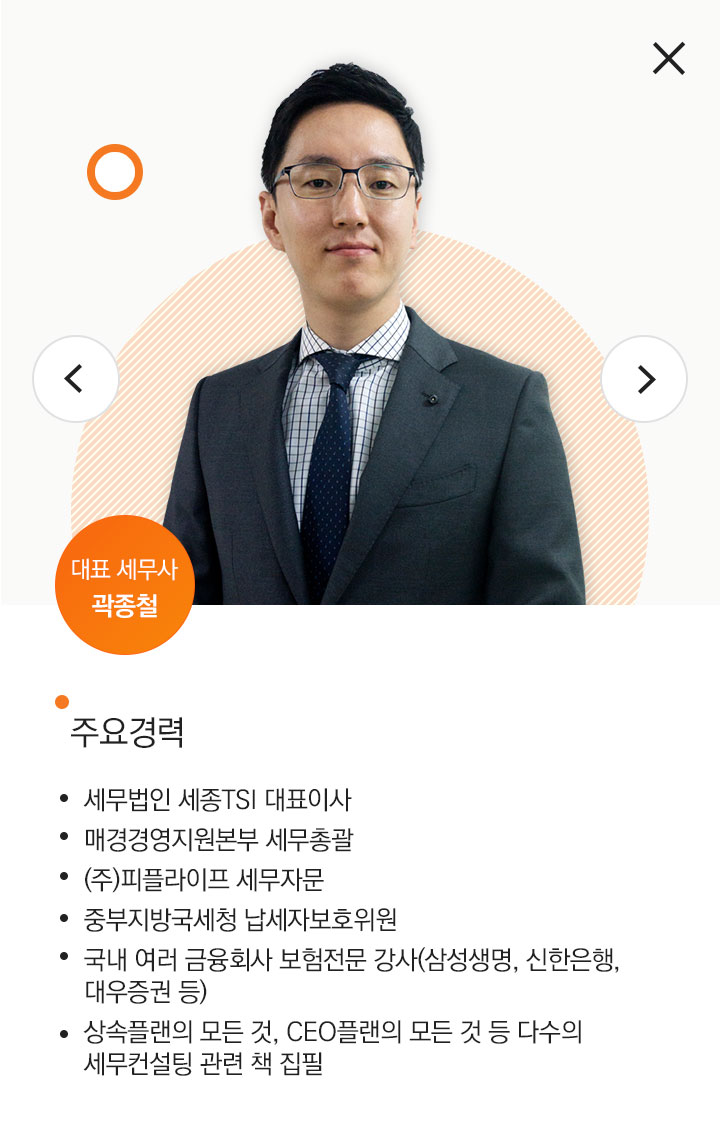 대표 세무사
곽종철
주요경력
• 세무법인 세종TSI 대표이사
• 매경경영지원본부 세무총괄
• (주)피플라이프 세무자문
• 중부지방국세청 납세자보호위원
• 국내 여러 금융회사 보험전문 강사(삼성생명, 신한은행,
대우증권 등)
• 상속플랜의 모든 것, CEO플랜의 모든 것 등 다수의
세무컨설팅 관련 책 집필